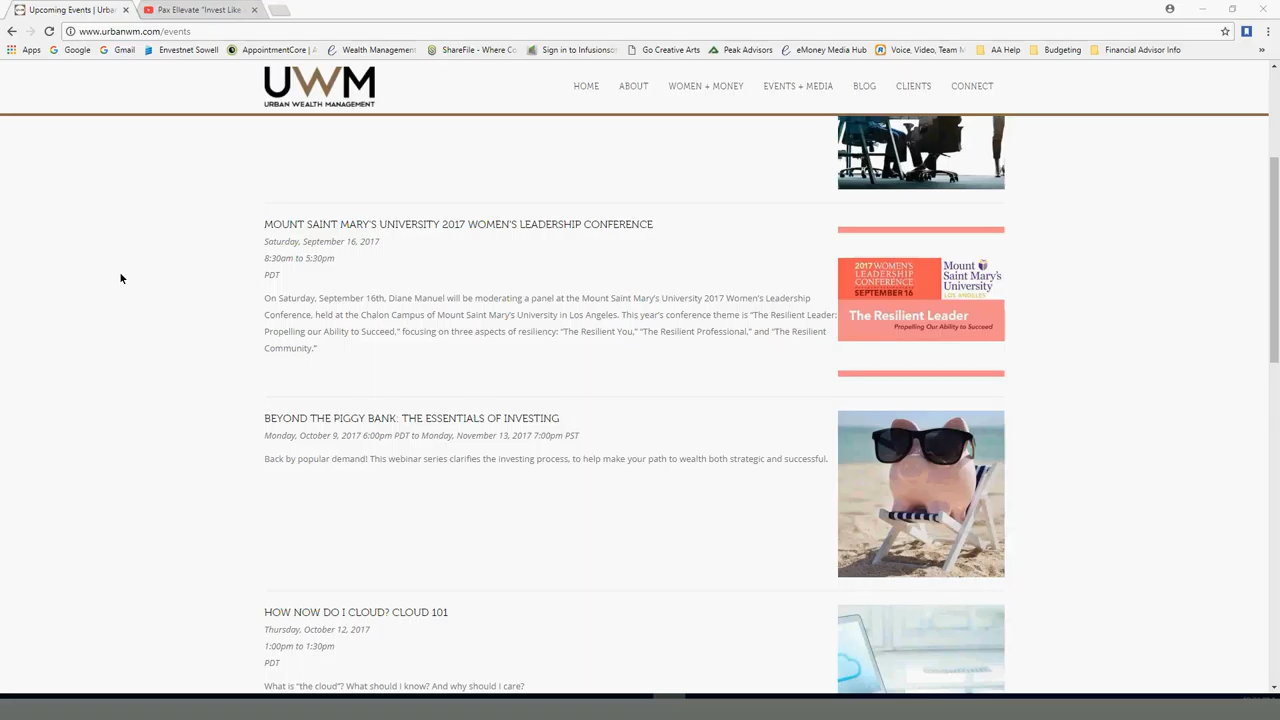 Upcoming Events | Urba
Pax Ellevate "Invest Like
www.urbanwm.com/events
Apps
Google
Gmail
Envestnet Sowell
AppointmentCore | A
Wealth Management
ShareFile - Where Co
Sign in to Infusionso
Go Creative Arts
Peak Advisors
eMoney Media Hub
Voice, Video, Team M
AA Help
Budgeting
Financial Advisor Info
»
UWM
URBAN WEALTH MANAGEMENT
HOME
ABOUT
WOMEN + MONEY
EVENTS + MEDIA
BLOG
CLIENTS
CONNECT
MOUNT SAINT MARY'S UNIVERSITY 2017 WOMEN'S LEADERSHIP CONFERENCE
Saturday, September 16, 2017
8:30am to 5:30pm
PDT
On Saturday, September 16th, Diane Manuel will be moderating a panel at the Mount Saint Mary's University 2017 Women's Leadership
Conference, held at the Chalon Campus of Mount Saint Mary's University in Los Angeles. This year's conference theme is "The Resilient Leader:
Propelling our Ability to Succeed," focusing on three aspects of resiliency: "The Resilient You," "The Resilient Professional," and "The Resilient
Community."
2017 WOMEN'S
LEADERSHIP
CONFERENCE
SEPTEMBER 16
Mount
Saint Mary's
University
LOS ANGELES
The Resilient Leader
Propelling Our Ability to Succeed
BEYOND THE PIGGY BANK: THE ESSENTIALS OF INVESTING
Monday, October 9, 2017 6:00pm PDT to Monday, November 13, 2017 7:00pm PST
Back by popular demand! This webinar series clarifies the investing process, to help make your path to wealth both strategic and successful.
HOW NOW DO I CLOUD? CLOUD 101
Thursday, October 12, 2017
1:00pm to 1:30pm
PDT
What is "the cloud"? What should i know? And why should i care?